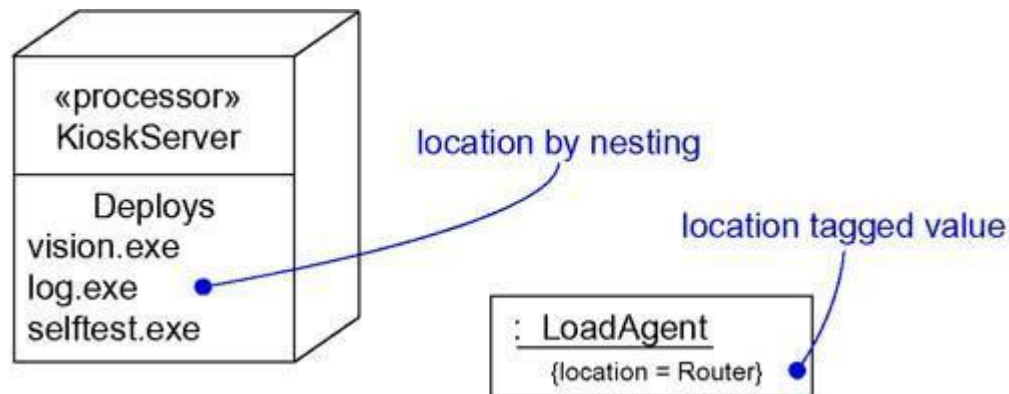 «processor»
KioskServer
Deploys
vision.exe
log.exe
selftest.exe
location by nesting
location tagged value
: LoadAgent
{location = Router}